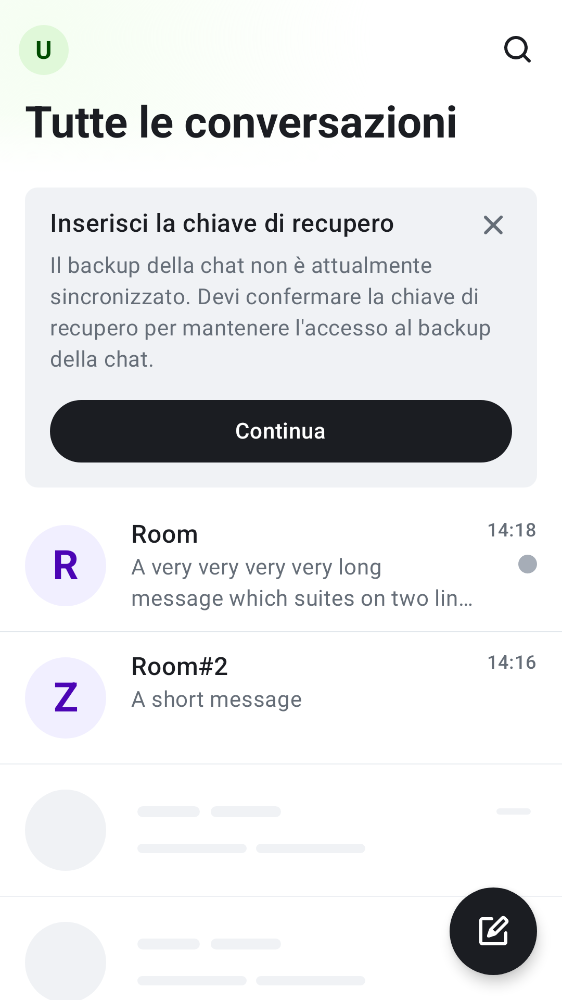 U
Tutte le conversazioni
Inserisci la chiave di recupero
Il backup della chat non è attualmente
sincronizzato. Devi confermare la chiave di
recupero per mantenere l'accesso al backup
della chat.
Continua
R
Room
14:18
A very very very very long
message which suites on two lin…
Z
Room#2
14:16
A short message